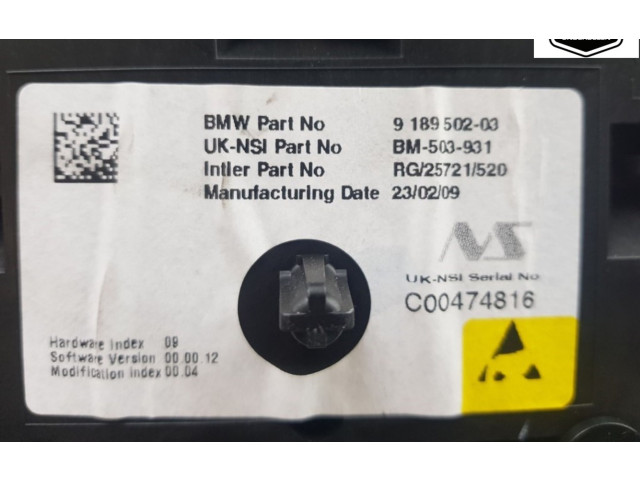 BMW Part No 9 189 502-03
UK-NSI Part No BM-503-931
Intier Part No RG/25721/520
Manufacturing Date 23/02/09
NS
UK-NSI Serial No
C00474816
Hardware Index 09
Software Version 00.00.12
Modification Index 00.04